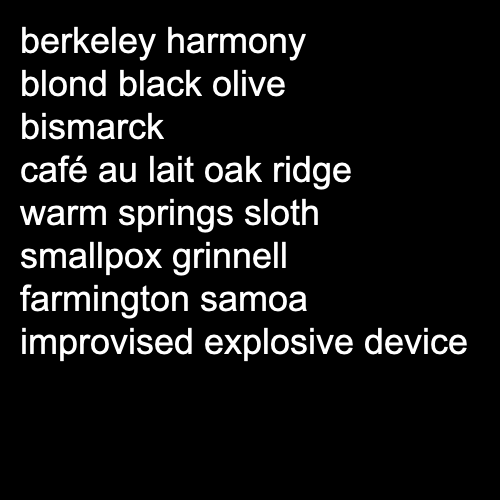 berkeley harmony
blond black olive
bismarck
café au lait oak ridge
warm springs sloth
smallpox grinnell
farmington samoa
improvised explosive device